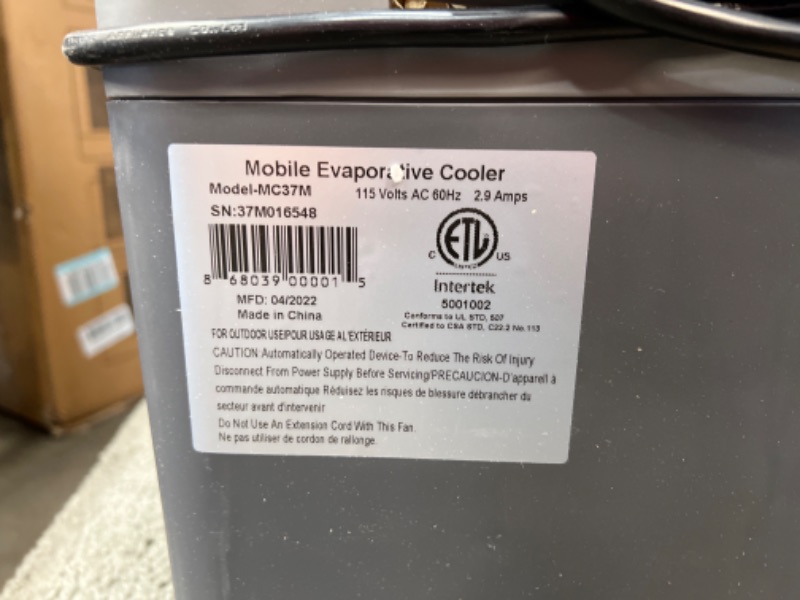 Mobile Evaporative Cooler
Model-MC37M 115 Volts AC 60Hz 2.9 Amps
SN:37M016548
C ETL US
Intertek
5001002
Conforms to UL STD, 507
Certified to CSA STD, C22.2 No.113
8 68039 00001 5
MFD: 04/2022
Made in China
FOR OUTDOOR USE/POUR USAGE A L'EXTÉRIEUR
CAUTION Automatically Operated Device-To Reduce The Risk Of Injury
Disconnect From Power Supply Before Servicing/PRECAUCION-D'appareil à
commande automatique Réduisez les risques de blessure débrancher du
secteur avant d'intervenir
Do Not Use An Extension Cord With This Fan.
Ne pas utiliser de cordon de rallonge.